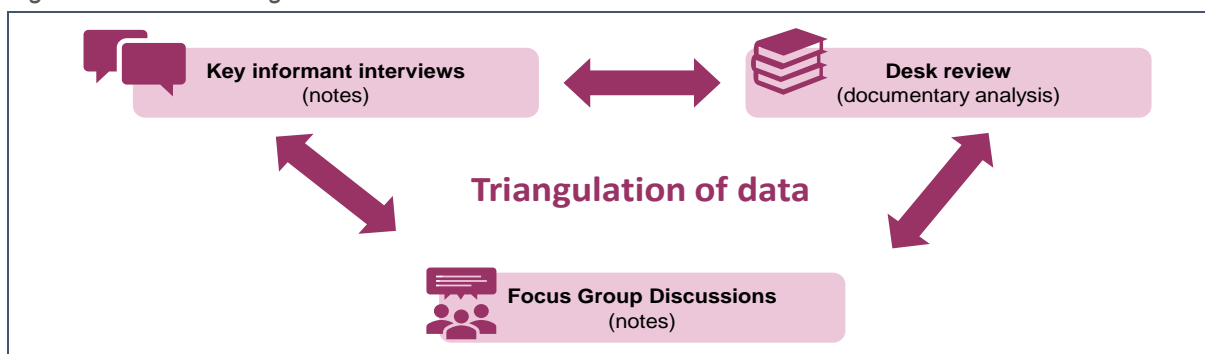 Key informant interviews
(notes)
Desk review
(documentary analysis)
Triangulation of data
Focus Group Discussions
(notes)